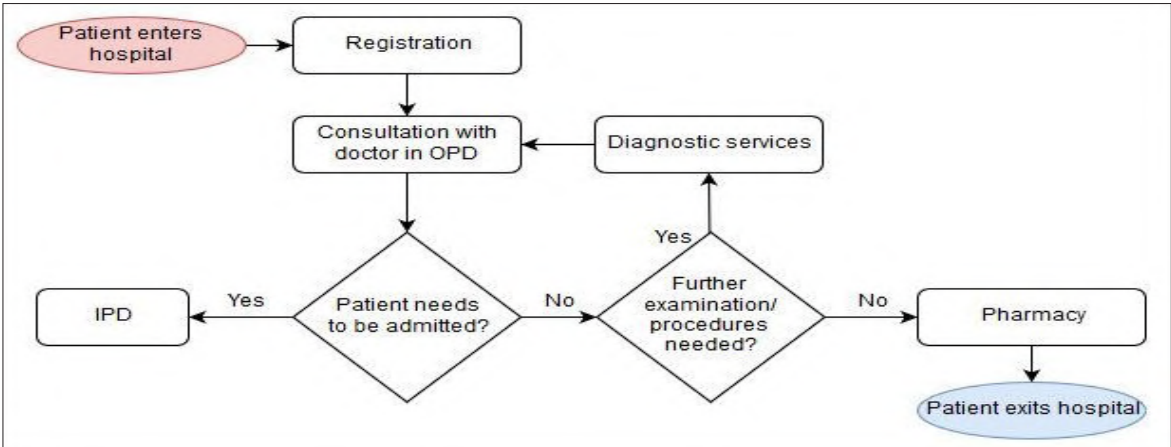 Patient enters
hospital
Registration
Consultation with
doctor in OPD
Diagnostic services
Yes
Further
examination/
procedures
needed?
IPD
Yes
Patient needs
to be admitted?
No
No
Pharmacy
Patient exits hospital